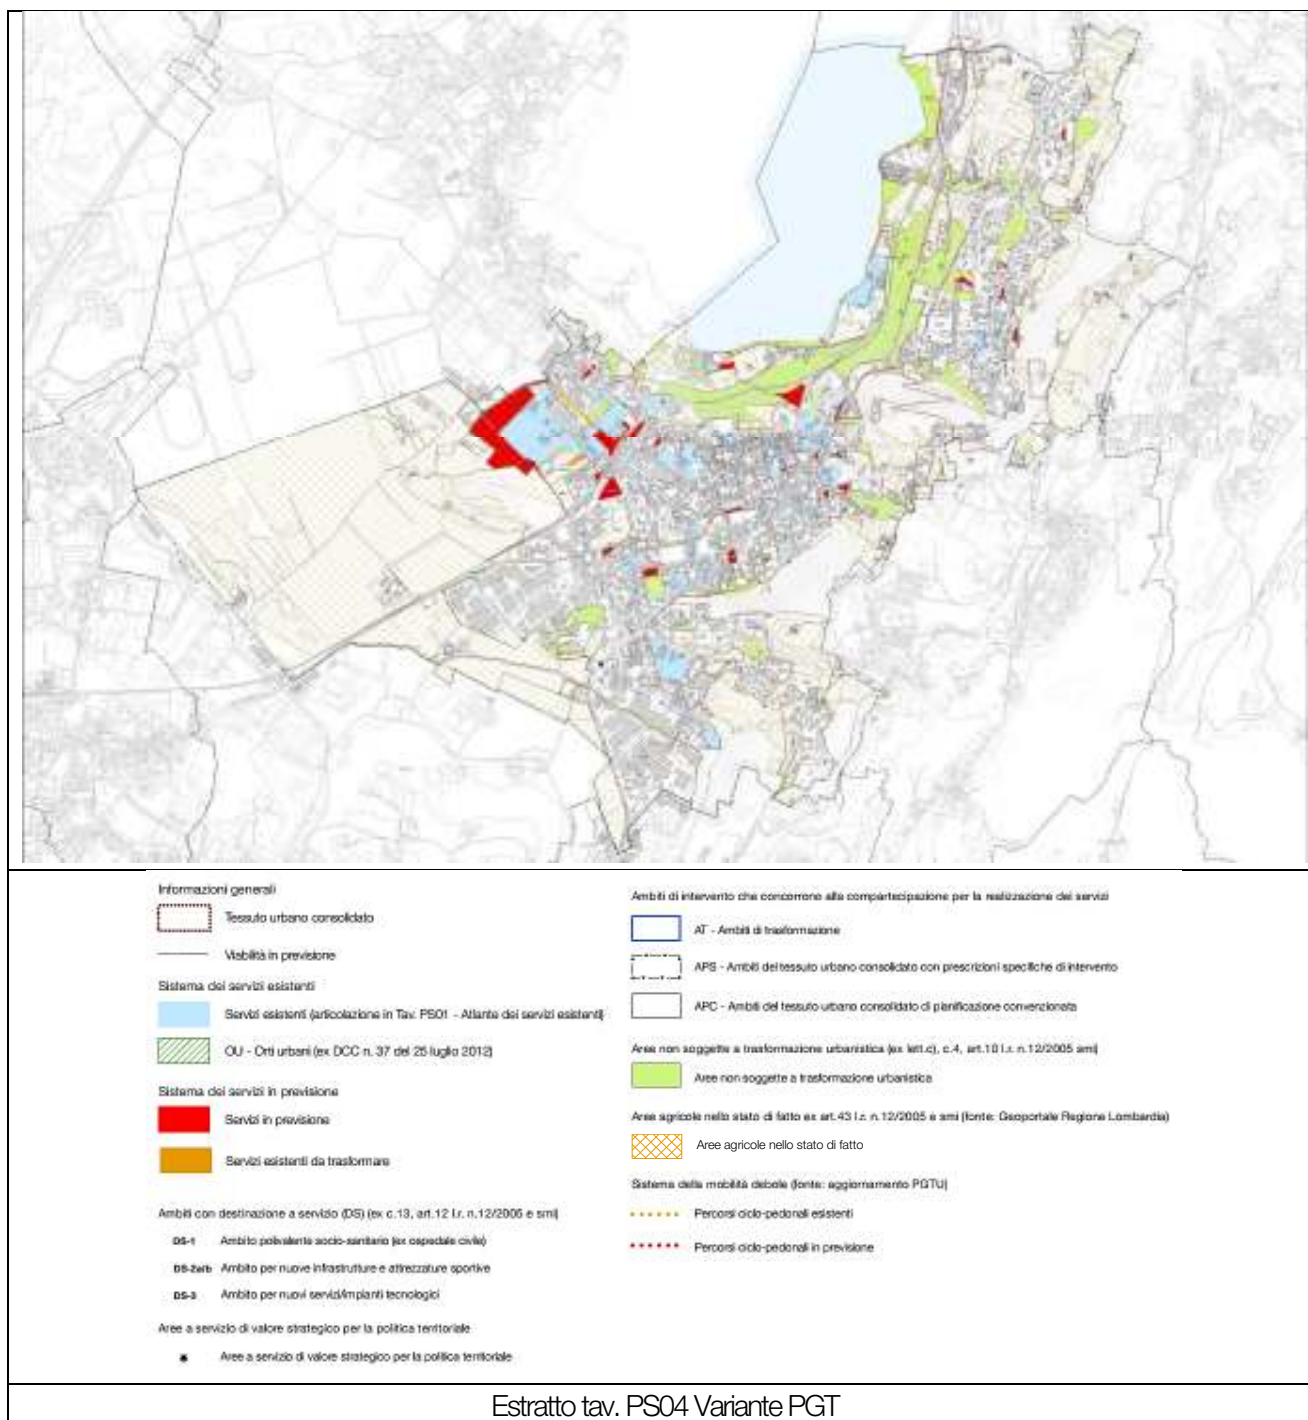 Informazioni generali
Tessuto urbano consolidato
Viabilità in previsione
Sistema dei servizi esistenti
Servizi esistenti (articolazione in Tav. PS01 - Atlante dei servizi esistenti)
OU - Orti urbani (ex DCC n. 37 del 25 luglio 2012)
Sistema dei servizi in previsione
Servizi in previsione
Servizi esistenti da trasformare
Ambiti con destinazione a servizio (DS) (ex c.13, art.12 l.r. n.12/2005 e smi)
DS-1 Ambito polivalente socio-sanitario (ex ospedale civile)
DS-2a/b Ambito per nuove infrastrutture e attrezzature sportive
DS-3 Ambito per nuovi servizi/impianti tecnologici
Aree a servizio di valore strategico per la politica territoriale
Aree a servizio di valore strategico per la politica territoriale
Ambiti di intervento che concorrono alla compartecipazione per la realizzazione dei servizi
AT - Ambiti di trasformazione
APS - Ambiti del tessuto urbano consolidato con prescrizioni specifiche di intervento
APC - Ambiti del tessuto urbano consolidato di pianificazione convenzionata
Aree non soggette a trasformazione urbanistica (ex lett.c), c.4, art.10 l.r. n.12/2005 smi)
Aree non soggette a trasformazione urbanistica
Aree agricole nello stato di fatto ex art.43 l.r. n.12/2005 e smi (fonte: Geoportale Regione Lombardia)
Aree agricole nello stato di fatto
Sistema della mobilità debole (fonte: aggiornamento PGTU)
Percorsi ciclo-pedonali esistenti
Percorsi ciclo-pedonali in previsione
Estratto tav. PS04 Variante PGT